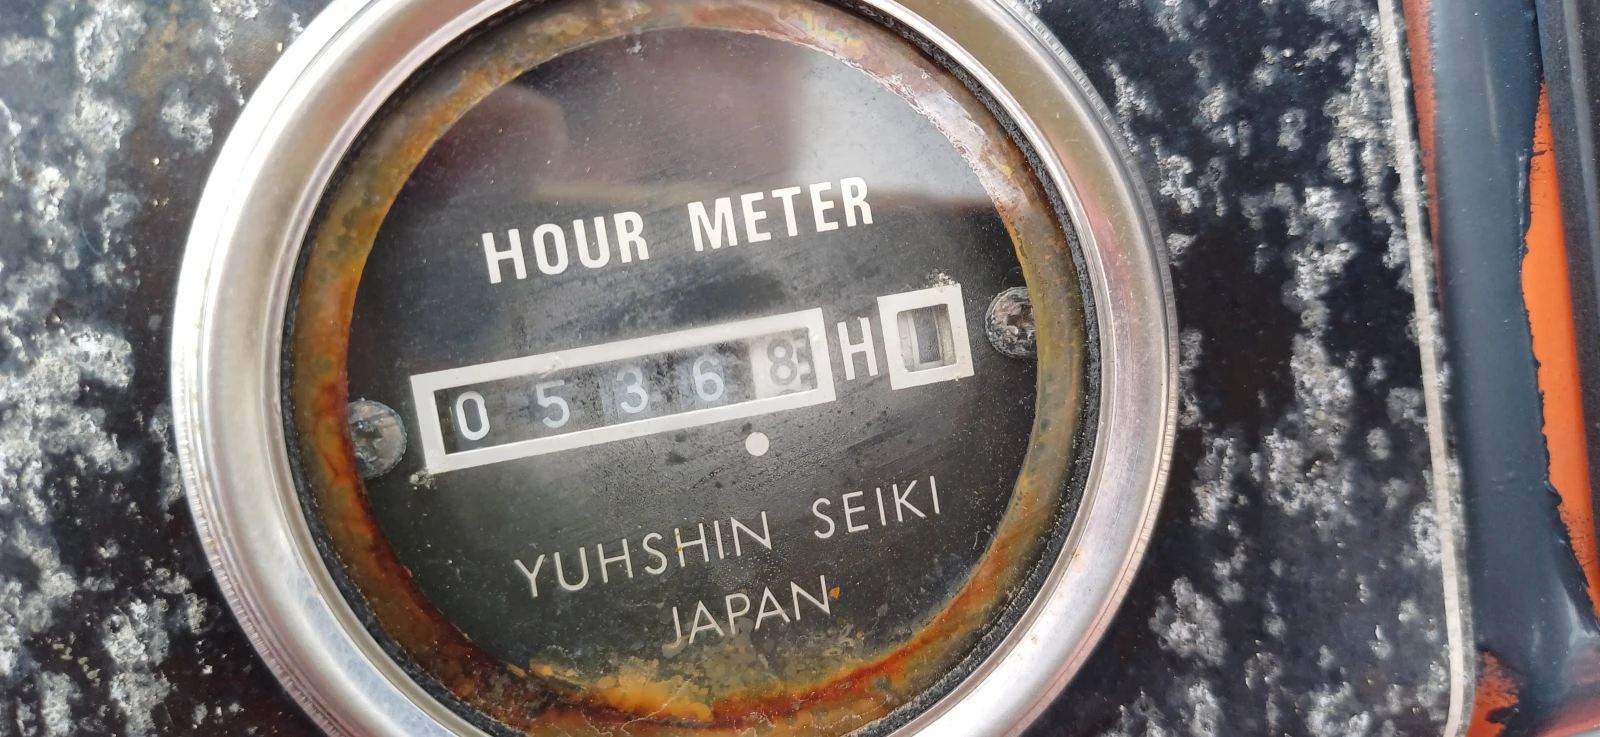 HOUR METER
05368 H
YUHSHIN SEIKI
JAPAN